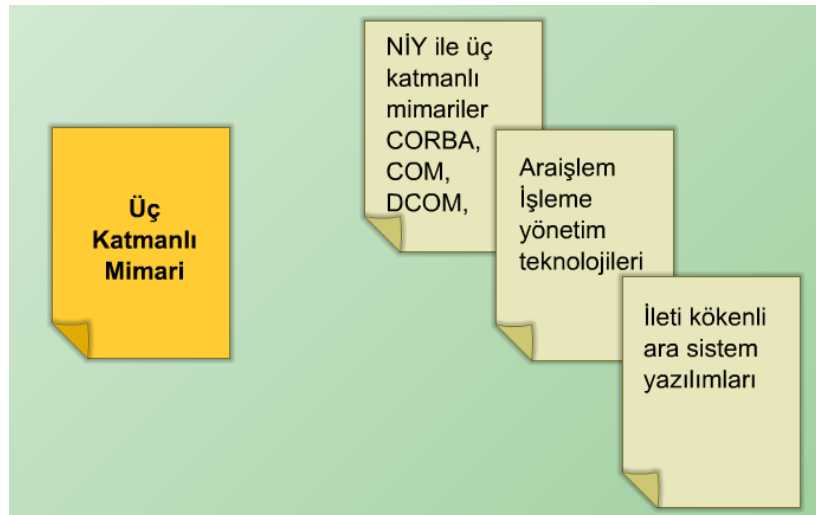 Üç
Katmanlı
Mimari
NİY ile üç
katmanlı
mimariler
CORBA,
COM,
DCOM,
Araişlem
İşleme
yönetim
teknolojileri
İleti kökenli
ara sistem
yazılımları